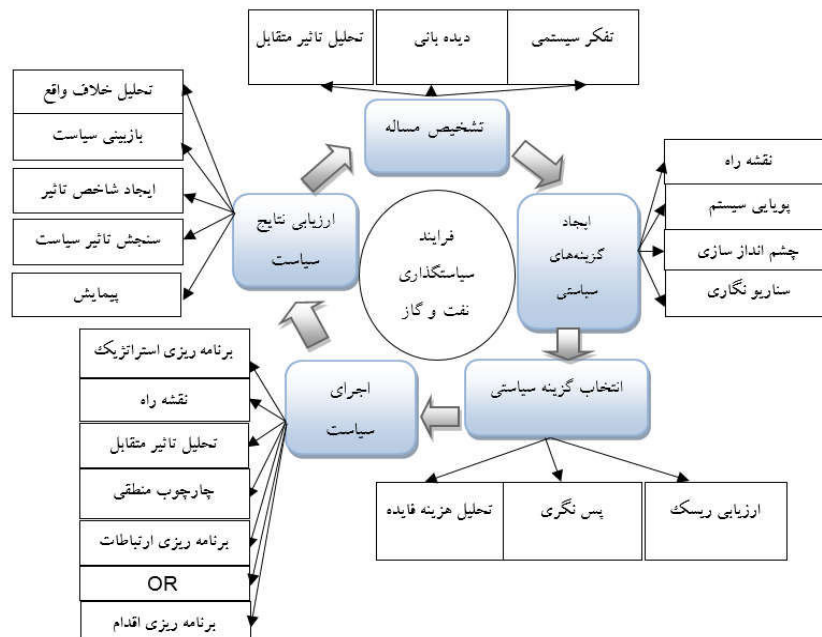 تفکر سیستمی
دیده بانی
تحلیل تاثیر متقابل
تشخیص مساله
تحلیل خلاف واقع
بازبینی سیاست
ایجاد شاخص تاثیر
سنجش تاثیر سیاست
پیمایش
ارزیابی نتایج
سیاست
فرایند
سیاستگذاری
نفت و گاز
ایجاد
گزینه‌های
سیاستی
نقشه راه
پویایی سیستم
چشم انداز سازی
سناریو نگاری
انتخاب گزینه سیاستی
ارزیابی ریسک
پس نگری
تحلیل هزینه فایده
اجرای
سیاست
برنامه ریزی استراتژیک
نقشه راه
تحلیل تاثیر متقابل
چارچوب منطقی
برنامه ریزی ارتباطات
OR
برنامه ریزی اقدام